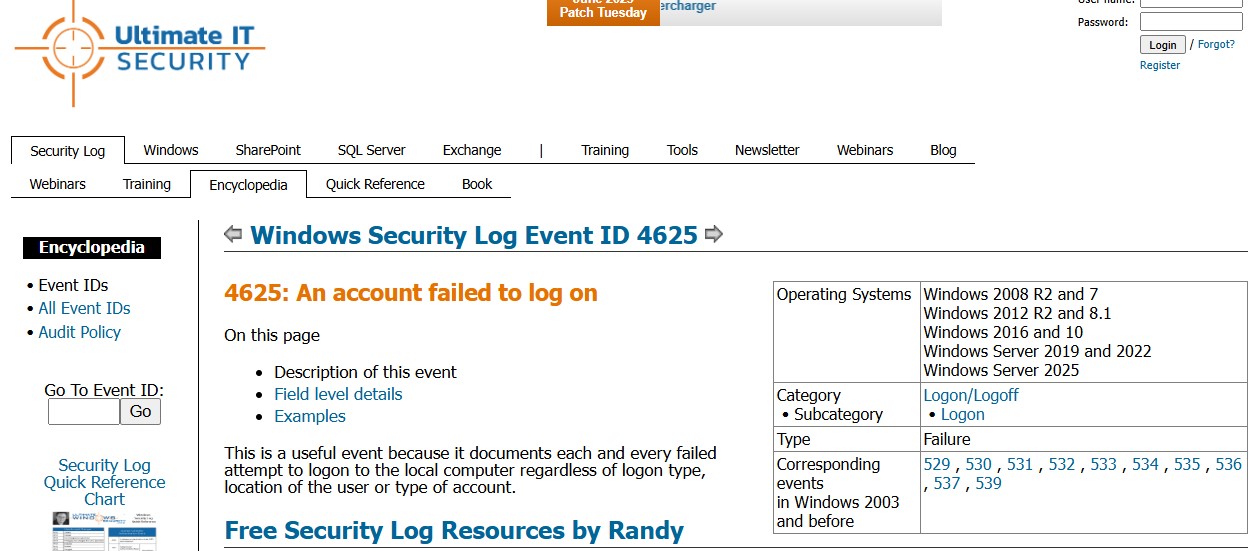 June 2025
Patch Tuesday
ercharger
User name:
Password:
Login / Forgot?
Register
Ultimate IT
SECURITY
Security Log Windows SharePoint SQL Server Exchange | Training Tools Newsletter Webinars Blog
Webinars Training Encyclopedia Quick Reference Book
Encyclopedia
• Event IDs
• All Event IDs
• Audit Policy
Go To Event ID:
Go
Security Log
Quick Reference
Chart
Windows Security Log Event ID 4625
4625: An account failed to log on
On this page
• Description of this event
• Field level details
• Examples
This is a useful event because it documents each and every failed
attempt to logon to the local computer regardless of logon type,
location of the user or type of account.
Free Security Log Resources by Randy
Operating Systems Windows 2008 R2 and 7
Windows 2012 R2 and 8.1
Windows 2016 and 10
Windows Server 2019 and 2022
Windows Server 2025
Category Logon/Logoff
• Subcategory • Logon
Type Failure
Corresponding 529 , 530 , 531 , 532 , 533 , 534 , 535 , 536
events , 537 , 539
in Windows 2003
and before